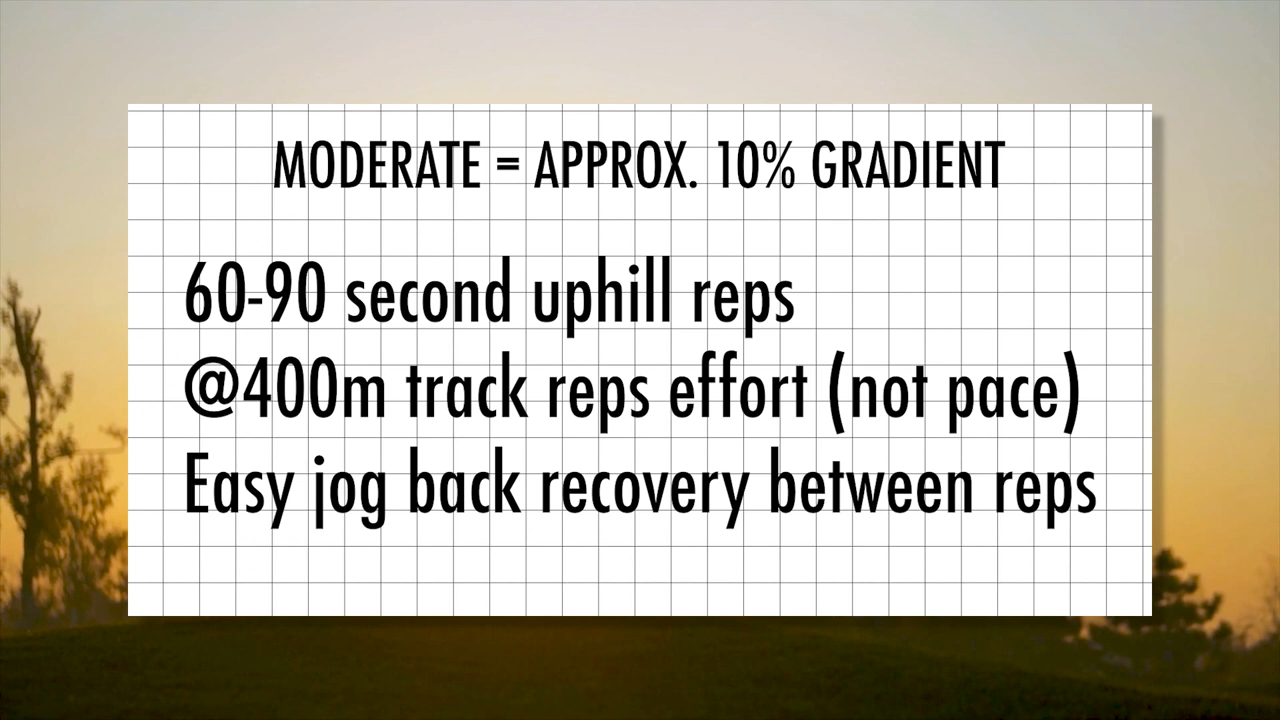 MODERATE = APPROX. 10% GRADIENT
60-90 second uphill reps
@400m track reps effort (not pace)
Easy jog back recovery between reps